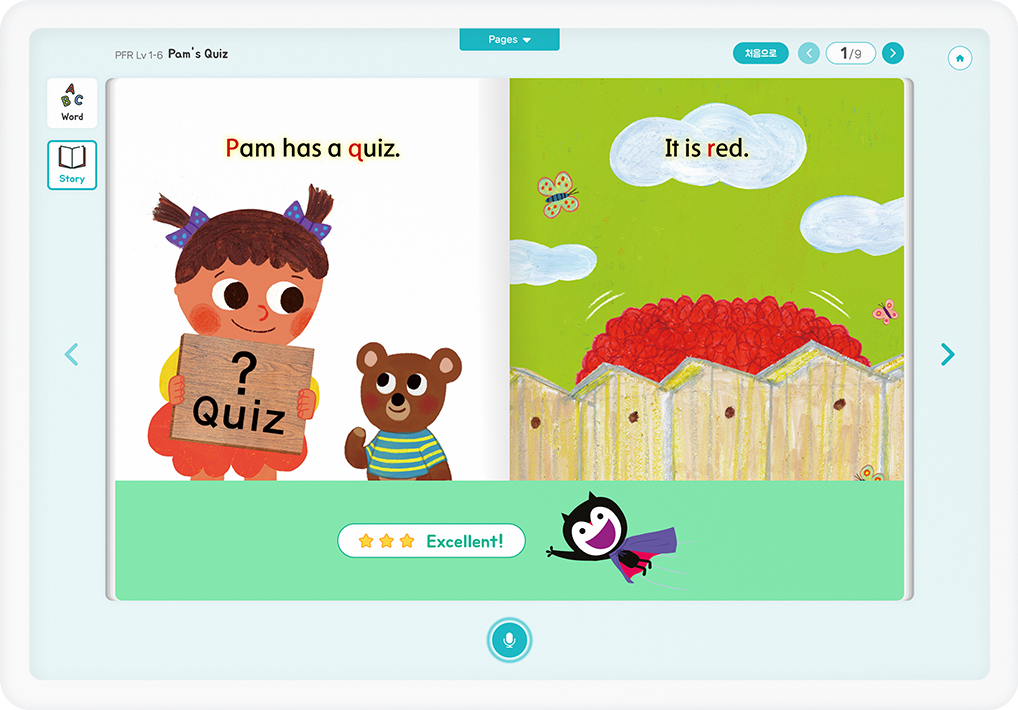 Pages
PFR Lv 1-6 Pam's Quiz
처음으로
1/9
A
B C
Word
Story
Pam has a quiz.
It is red.
?
Quiz
Excellent!